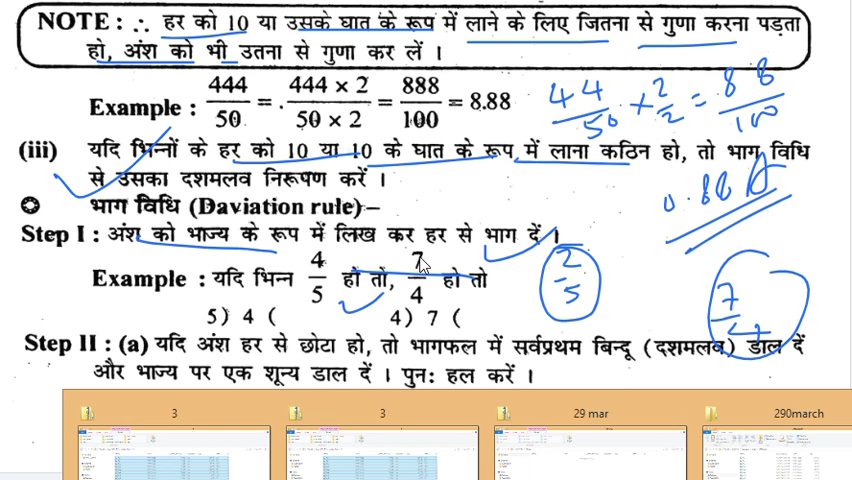 NOTE : ∴ हर को 10 या उसके घात के रूप में लाने के लिए जितना से गुणा करना पड़ता
हो, अंश को भी उतना से गुणा कर लें ।
Example : 444/50 = 444 × 2/50 × 2 = 888/100 = 8.88
44/50 + 2/2 = 88/100
0.88
(iii) यदि भिन्नों के हर को 10 या 10 के घात के रूप में लाना कठिन हो, तो भाग विधि
से उसका दशमलव निरूपण करें ।
भाग विधि (Daviation rule) –
Step I : अंश को भाज्य के रूप में लिख कर हर से भाग दें ।
Example : यदि भिन्न 4/5 हो तो, 7/4 हो तो
2/5
7/4
5) 4 ( 4) 7 (
Step II : (a) यदि अंश हर से छोटा हो, तो भागफल में सर्वप्रथम बिन्दू (दशमलव) डाल दें
और भाज्य पर एक शून्य डाल दें । पुनः हल करें ।
3 3 29 mar 290march